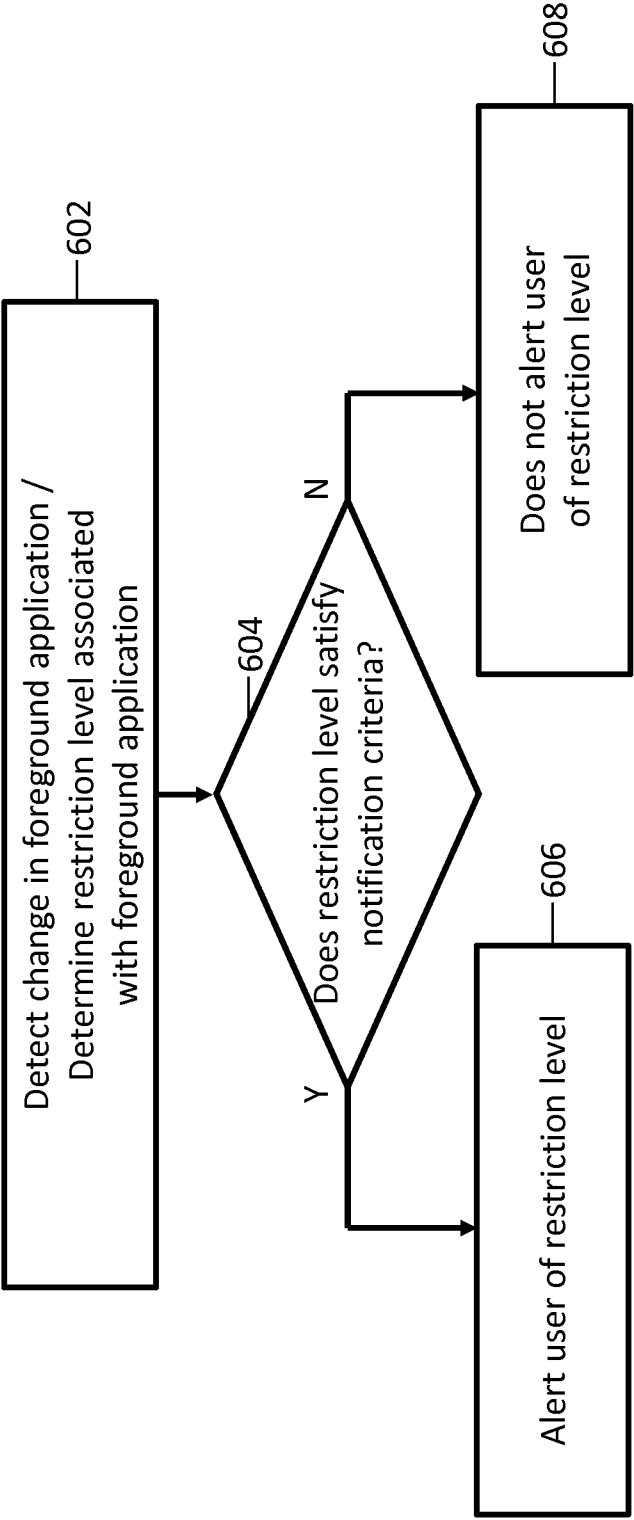 Detect change in foreground application /
Determine restriction level associated
with foreground application
602
604
Does restriction level satisfy
notification criteria?
Y
N
Alert user of restriction level
606
Does not alert user
of restriction level
608